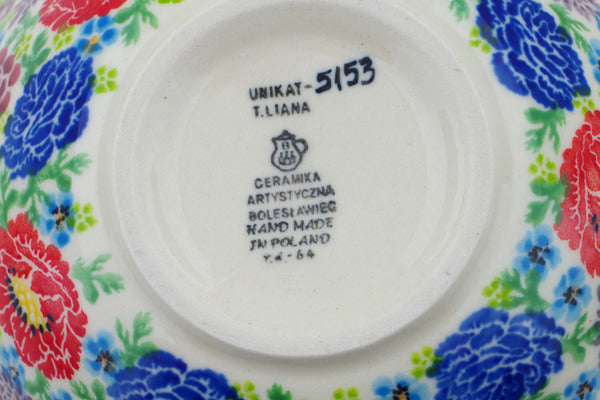 UNIKAT-5153
T.LIANA
CERAMIKA
ARTYSTYCZNA
BOLESŁAWIEC
HAND MADE
IN POLAND